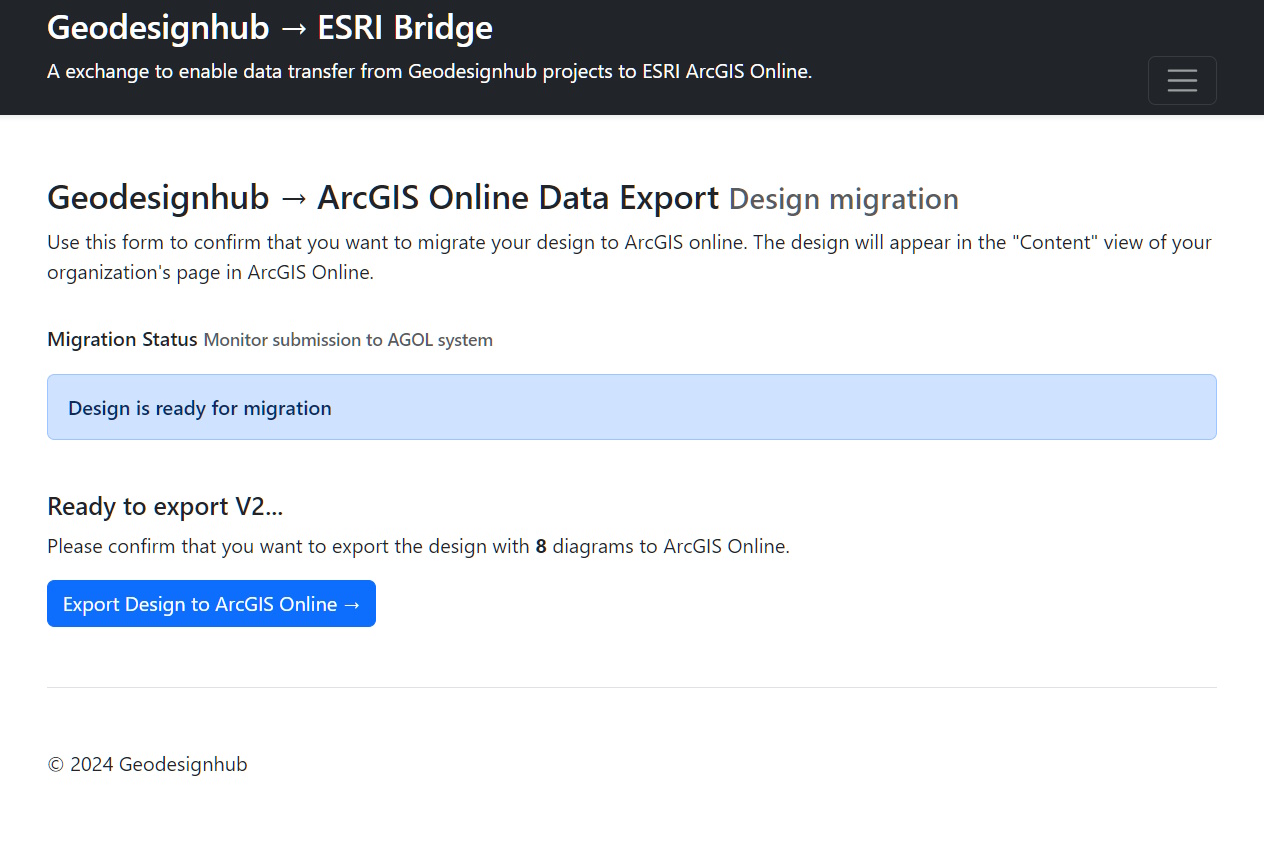 Geodesignhub → ESRI Bridge
A exchange to enable data transfer from Geodesignhub projects to ESRI ArcGIS Online.
Geodesignhub → ArcGIS Online Data Export Design migration
Use this form to confirm that you want to migrate your design to ArcGIS online. The design will appear in the "Content" view of your
organization's page in ArcGIS Online.
Migration Status Monitor submission to AGOL system
Design is ready for migration
Ready to export V2...
Please confirm that you want to export the design with 8 diagrams to ArcGIS Online.
Export Design to ArcGIS Online →
© 2024 Geodesignhub